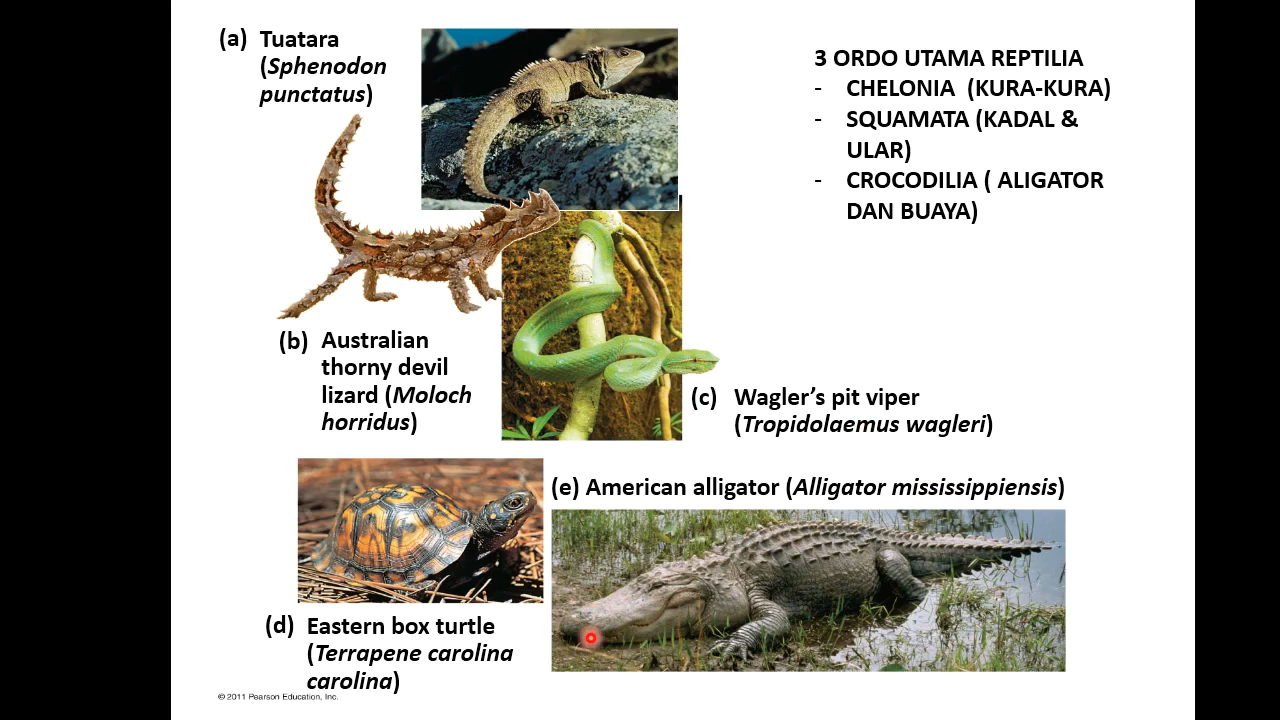 (a) Tuatara
(Sphenodon
punctatus)
3 ORDO UTAMA REPTILIA
- CHELONIA (KURA-KURA)
- SQUAMATA (KADAL &
ULAR)
- CROCODILIA ( ALIGATOR
DAN BUAYA)
(b) Australian
thorny devil
lizard (Moloch
horridus)
(c) Wagler's pit viper
(Tropidolaemus wagleri)
(e) American alligator (Alligator mississippiensis)
(d) Eastern box turtle
(Terrapene carolina
carolina)
© 2011 Pearson Education, Inc.